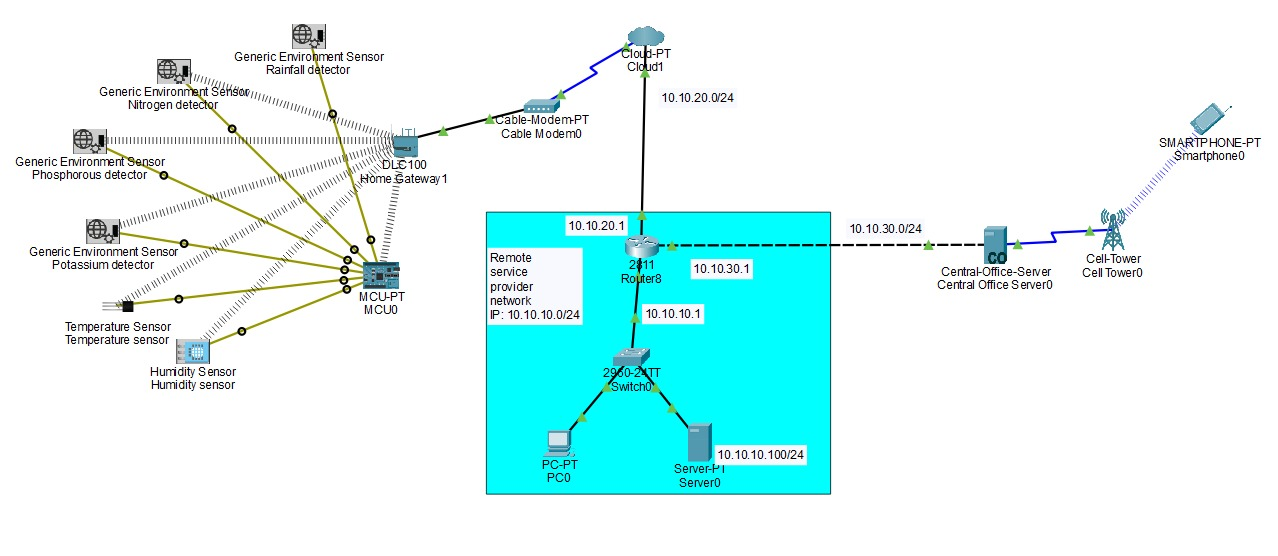 Generic Environment Sensor
Rainfall detector
Generic Environment Sensor
Nitrogen detector
Generic Environment Sensor
Phosphorous detector
Generic Environment Sensor
Potassium detector
Temperature Sensor
Temperature sensor
Humidity Sensor
Humidity sensor
DLC100
Home Gateway1
MCU-PT
MCU0
Cable-Modem-PT
Cable Modem0
Cloud-PT
Cloud1
10.10.20.0/24
10.10.20.1
2811
Router8
10.10.30.1
10.10.30.0/24
Remote
service
provider
network
IP: 10.10.10.0/24
10.10.10.1
2960-24TT
Switch0
PC-PT
PC0
Server-PT
Server0
10.10.10.100/24
CO
Central-Office-Server
Central Office Server0
Cell-Tower
Cell Tower0
SMARTPHONE-PT
Smartphone0